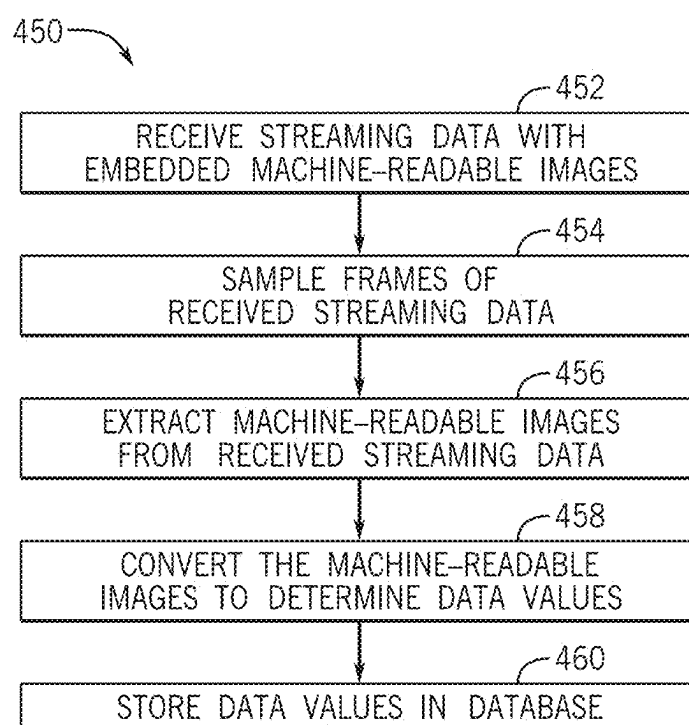 450
452
RECEIVE STREAMING DATA WITH
EMBEDDED MACHINE–READABLE IMAGES
454
SAMPLE FRAMES OF
RECEIVED STREAMING DATA
456
EXTRACT MACHINE–READABLE IMAGES
FROM RECEIVED STREAMING DATA
458
CONVERT THE MACHINE–READABLE
IMAGES TO DETERMINE DATA VALUES
460
STORE DATA VALUES IN DATABASE